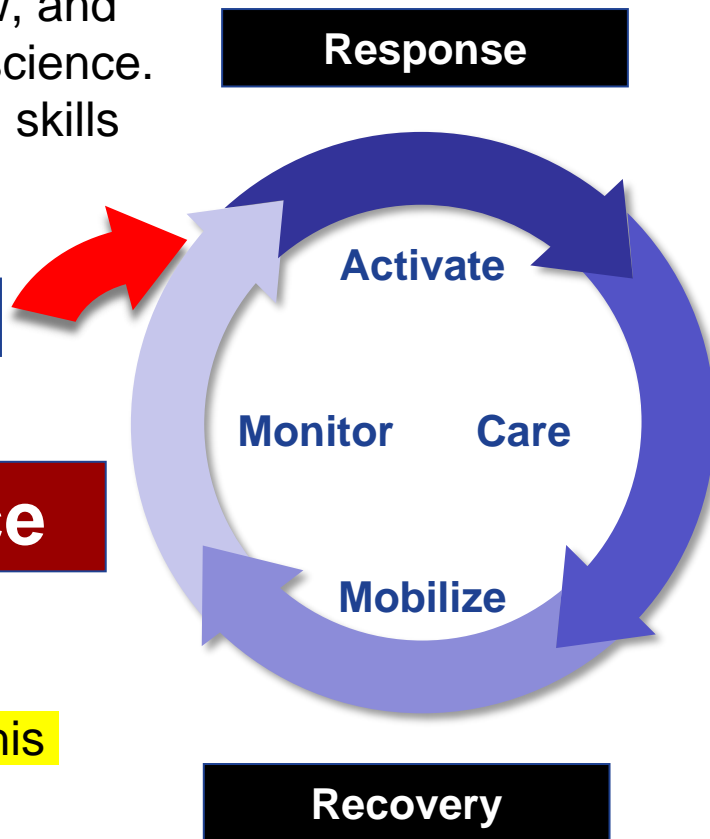 , and
science.
skills
Response
Activate
Monitor Care
ce
Mobilize
his
Recovery